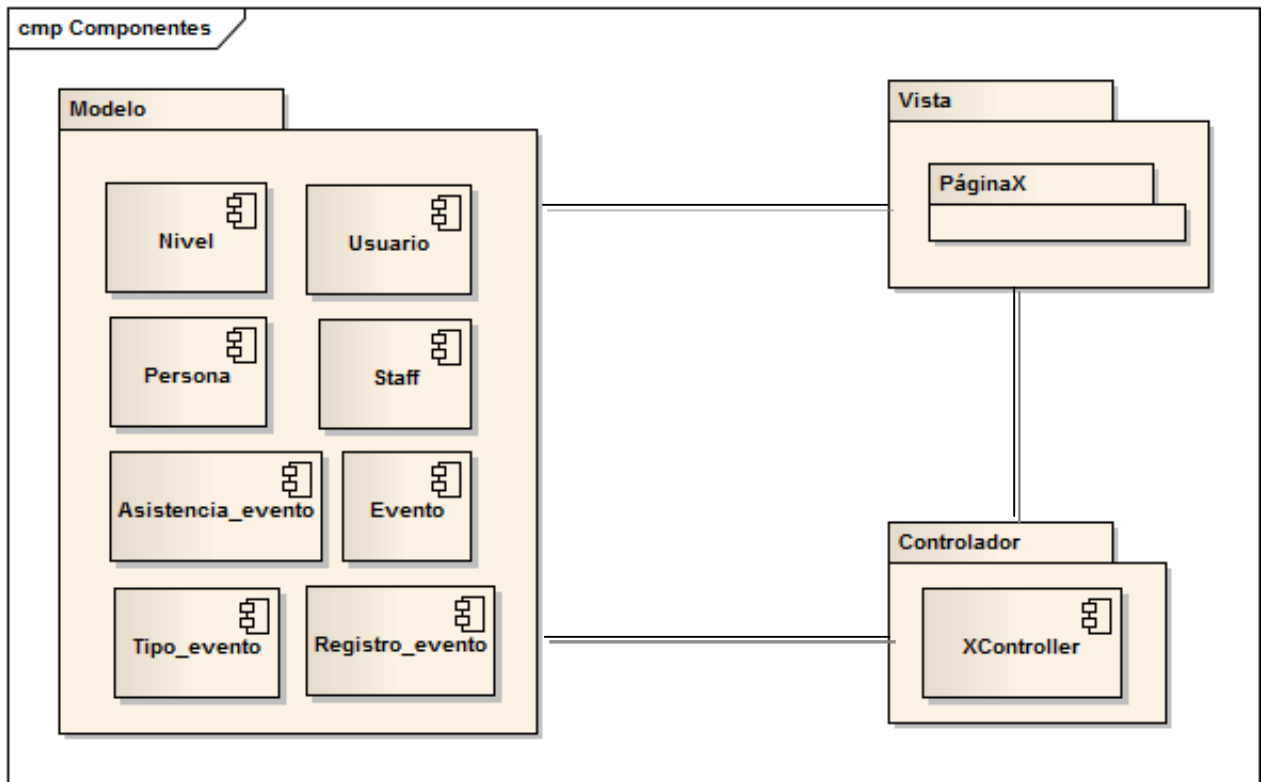 cmp Componentes
Modelo
Nivel
Usuario
Persona
Staff
Asistencia_evento
Evento
Tipo_evento
Registro_evento
Vista
PáginaX
Controlador
XController